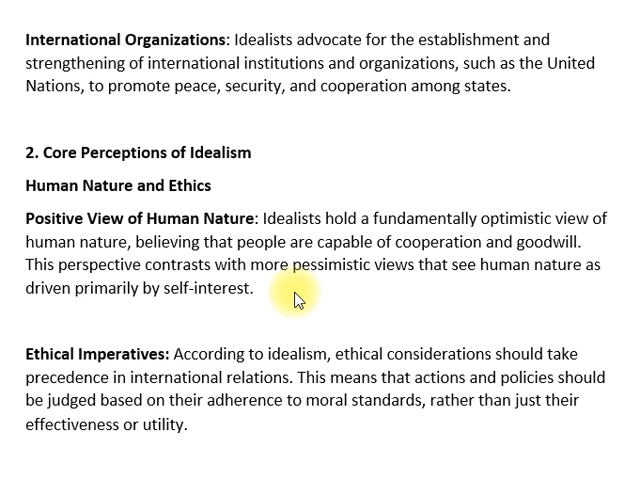 International Organizations: Idealists advocate for the establishment and
strengthening of international institutions and organizations, such as the United
Nations, to promote peace, security, and cooperation among states.
2. Core Perceptions of Idealism
Human Nature and Ethics
Positive View of Human Nature: Idealists hold a fundamentally optimistic view of
human nature, believing that people are capable of cooperation and goodwill.
This perspective contrasts with more pessimistic views that see human nature as
driven primarily by self-interest.
Ethical Imperatives: According to idealism, ethical considerations should take
precedence in international relations. This means that actions and policies should
be judged based on their adherence to moral standards, rather than just their
effectiveness or utility.